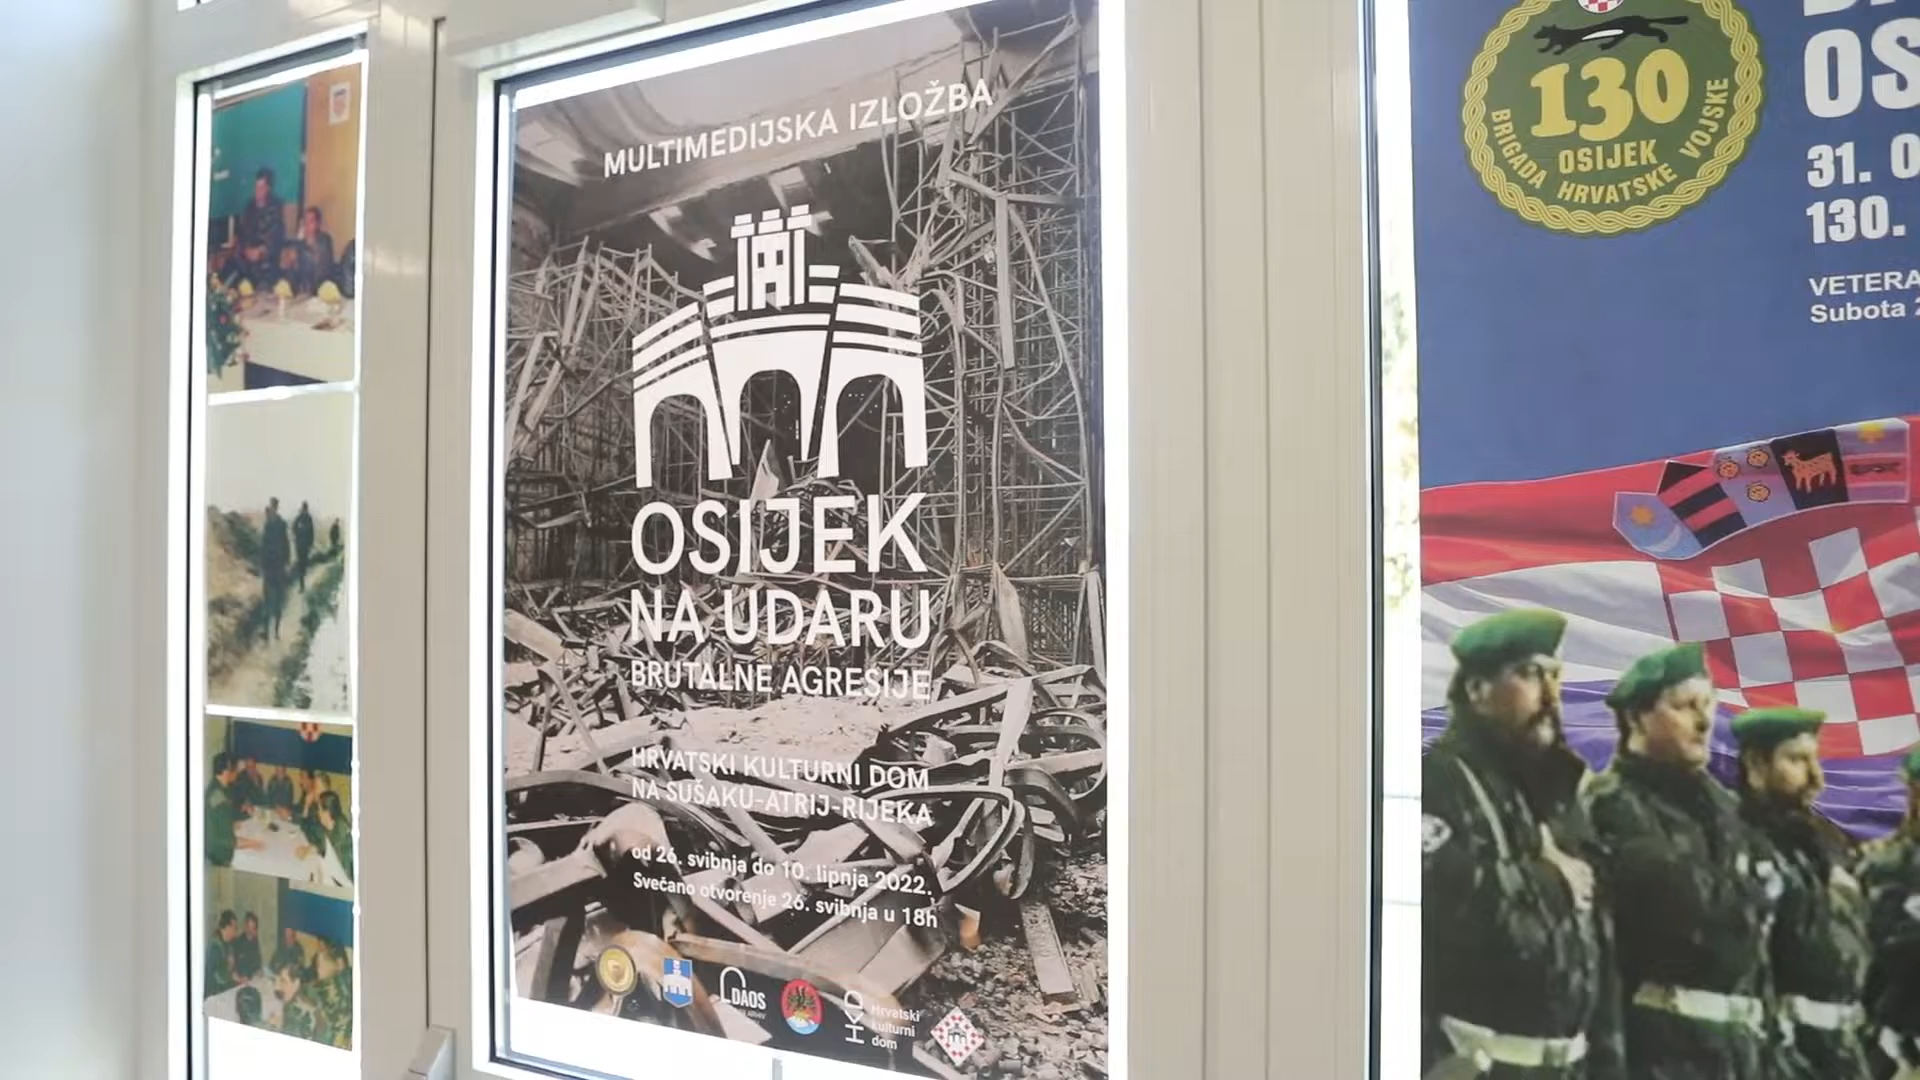 MULTIMEDIJSKA IZLOŽBA
OSIJEK
NA UDARU
BRUTALNE AGRESIJE
HRVATSKI KULTURNI DOM
NA SUŠAKU-ATRIJ-RIJEKA
od 26. svibnja do 10. lipnja 2022.
Svečano otvorenje 26. svibnja u 18h
DAOS
HKD
Hrvatski
kulturni
dom
130
OSIJEK
BRIGADA HRVATSKE VOJSKE
OS
31. O
130.
VETERA
Subota 2